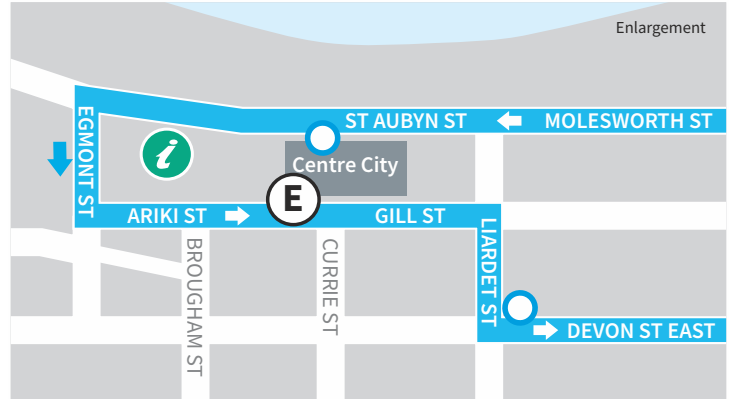 Enlargement
ST AUBYN ST
MOLESWORTH ST
EGMONT ST
i
Centre City
E
ARIKI ST
GILL ST
LIARDET ST
BROUGHAM ST
CURRIE ST
DEVON ST EAST